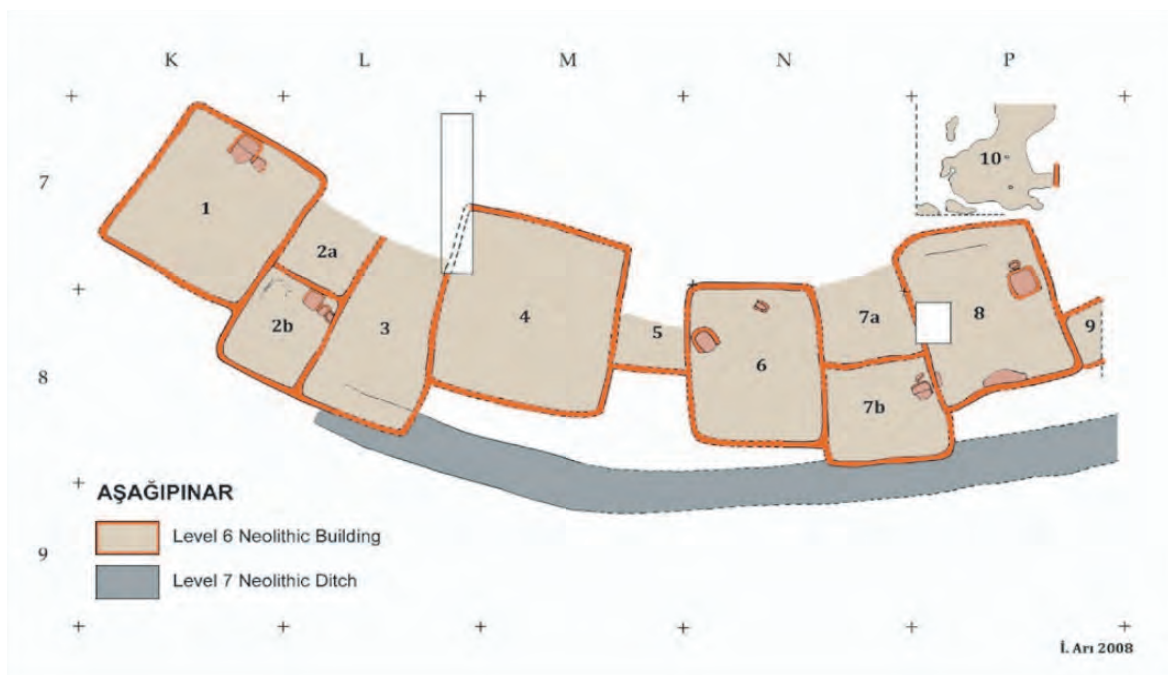 K L M N P
7
8
9
1
2a
2b
3
4
5
6
7a
7b
8
9
10
AŞAĞIPINAR
Level 6 Neolithic Building
Level 7 Neolithic Ditch
İ. Arı 2008